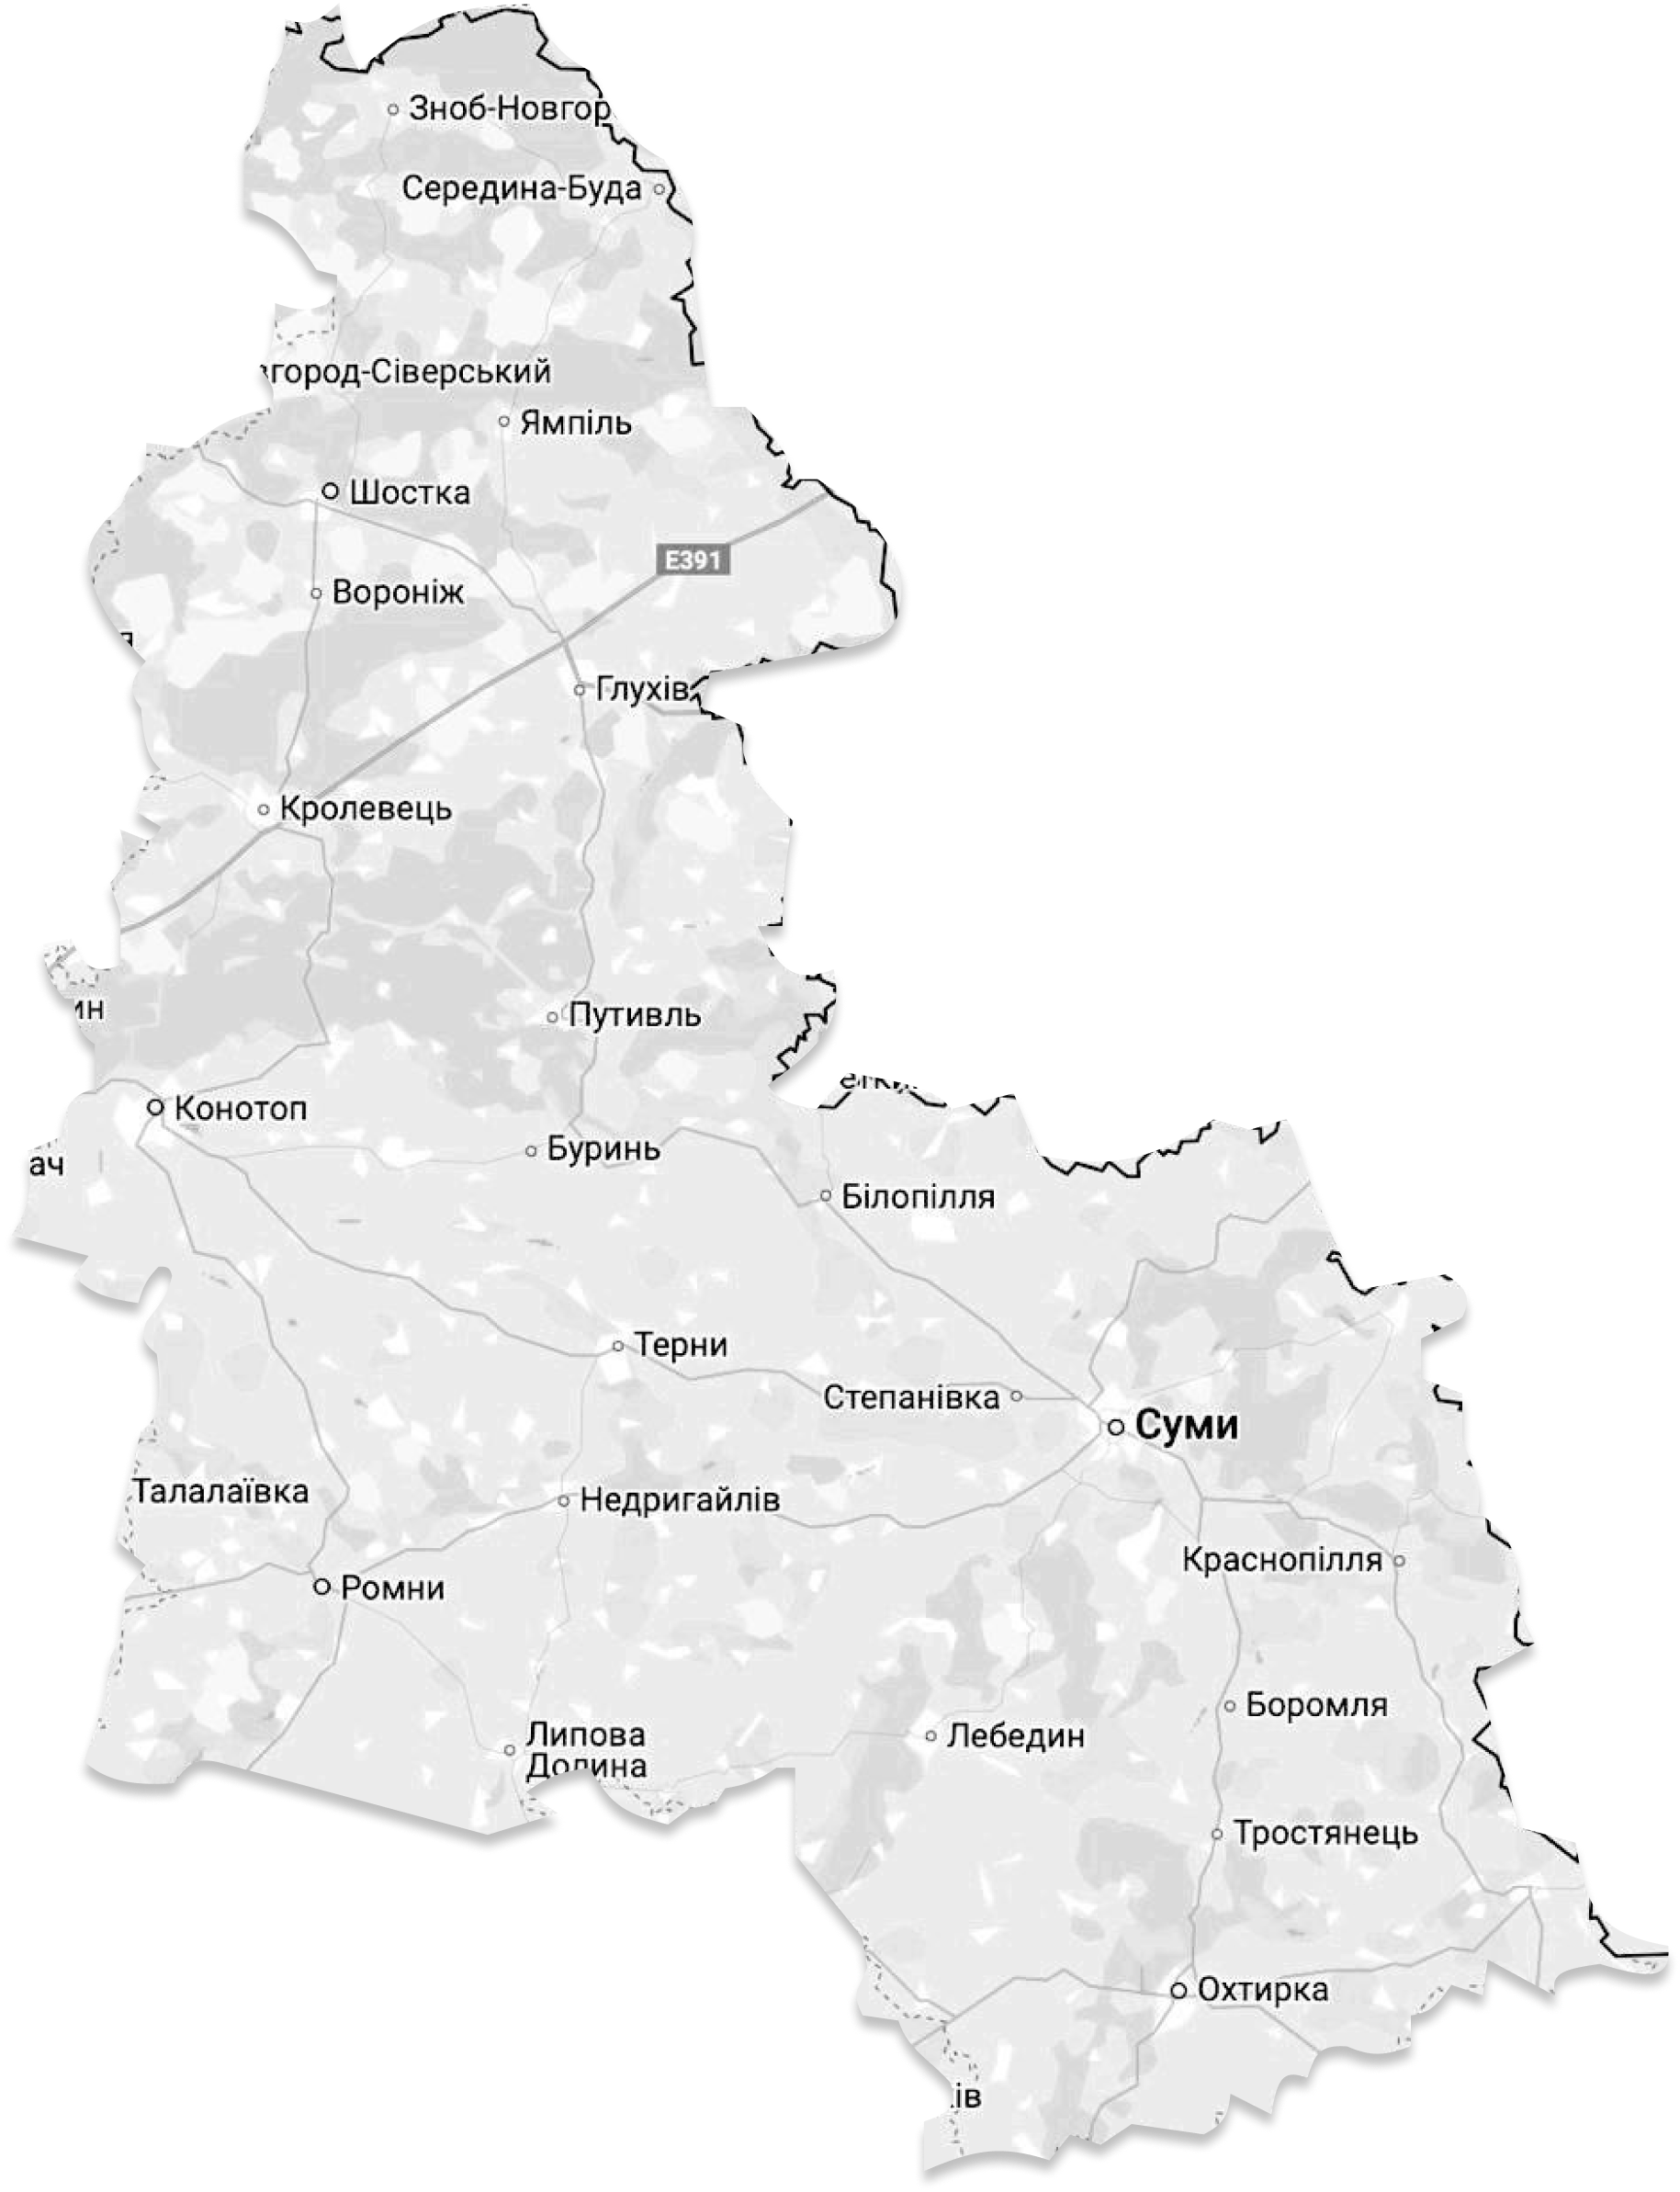 Зноб-Новгор
Середина-Буда
вгород-Сіверський
Ямпіль
Шостка
E391
Вороніж
я
Глухів
Кролевець
ин
Путивль
Конотоп
Буринь
ач
Білопілля
Терни
Степанівка
Суми
Талалаївка
Недригайлів
Краснопілля
Ромни
Боромля
Липова
Долина
Лебедин
Тростянець
Охтирка
ів